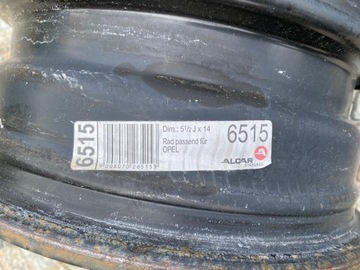 6515
Dim.: 5½ J x 14
Rad passend für
OPEL
6515
ALCAR